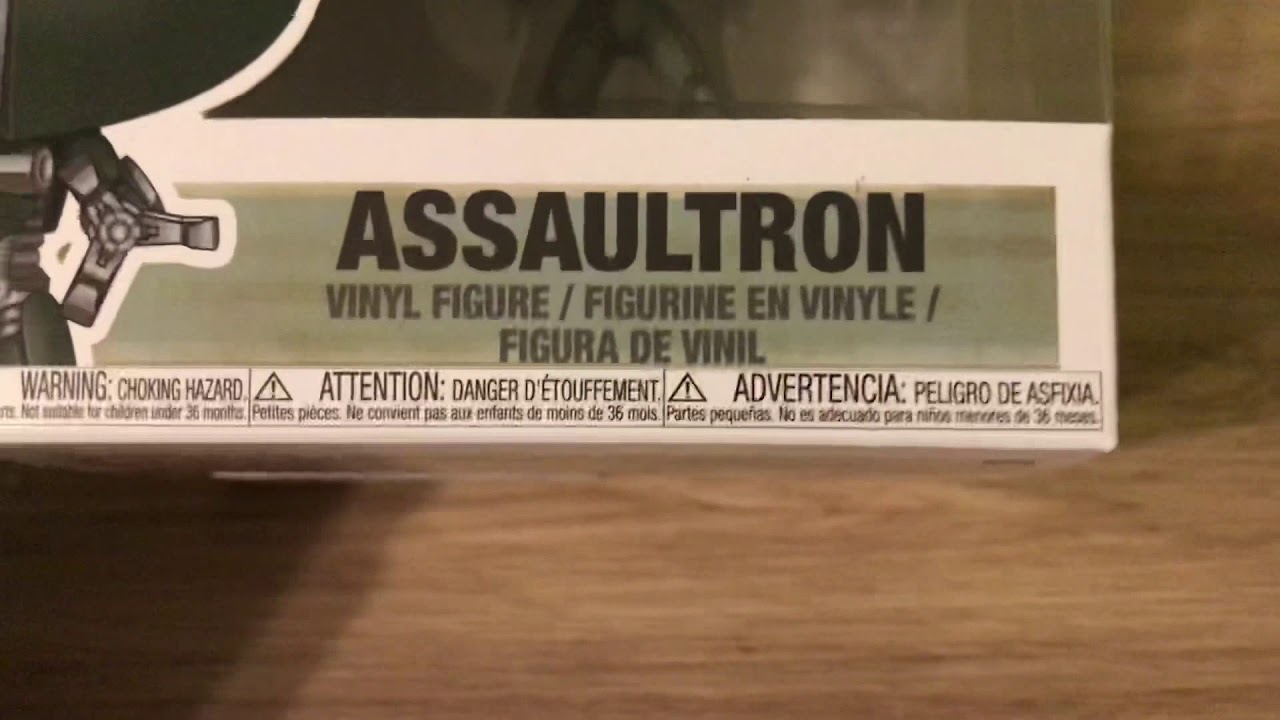 ASSAULTRON
VINYL FIGURE / FIGURINE EN VINYLE /
FIGURA DE VINIL
WARNING: CHOKING HAZARD.
Not suitable for children under 36 months.
ATTENTION: DANGER D'ÉTOUFFEMENT.
Petites pièces. Ne convient pas aux enfants de moins de 36 mois.
ADVERTENCIA: PELIGRO DE ASFIXIA.
Partes pequeñas. No es adecuado para niños menores de 36 meses.